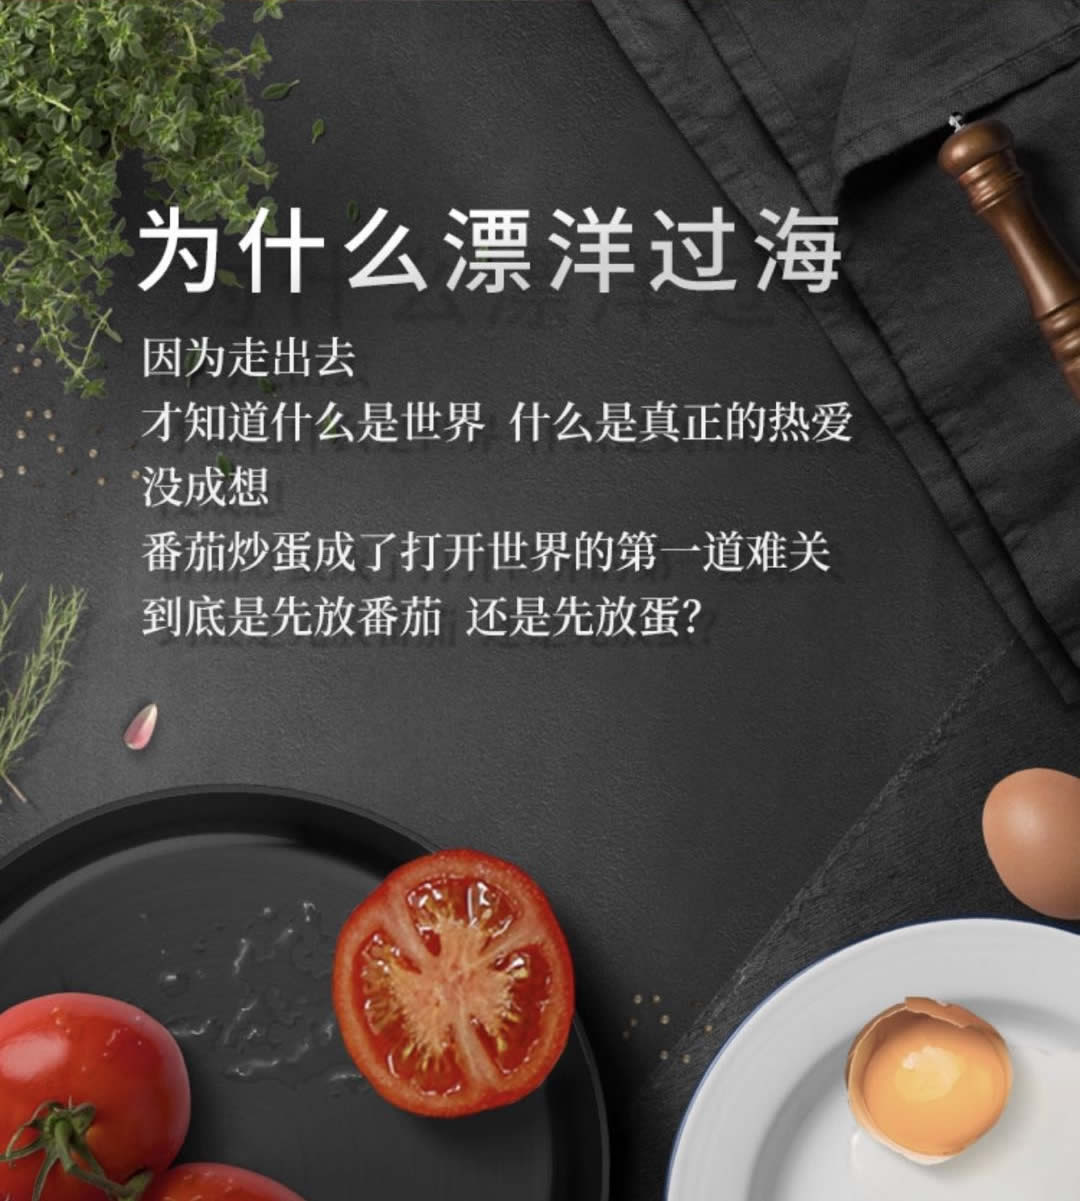 为什么漂洋过海
因为走出去
才知道什么是世界 什么是真正的热爱
没成想
番茄炒蛋成了打开世界的第一道难关
到底是先放番茄 还是先放蛋？